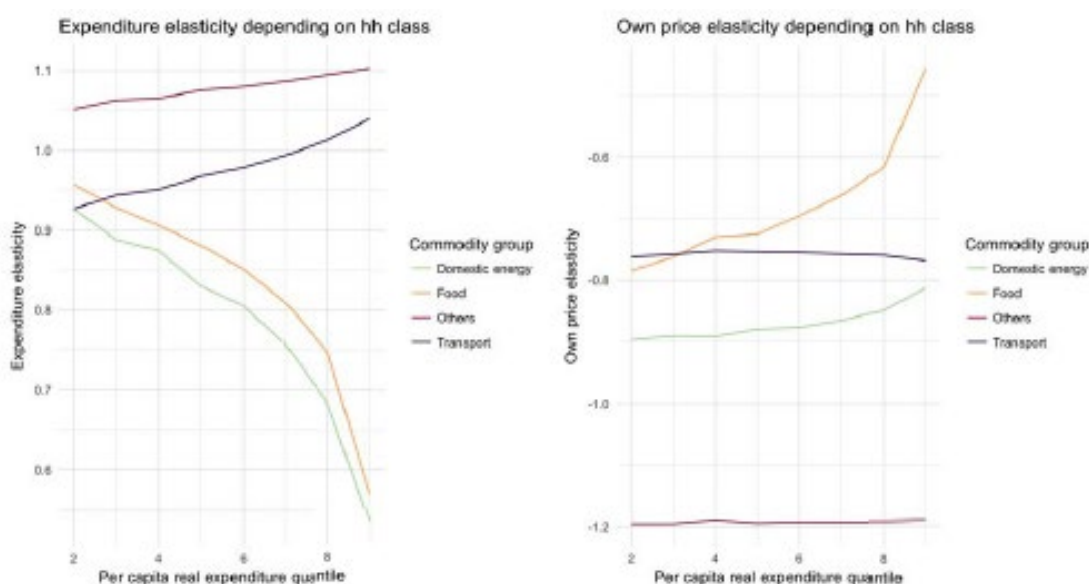 Expenditure elasticity depending on hh class
1.1
1.0
0.9
0.8
0.7
0.6
Expenditure elasticity
2
4
6
8
Per capita real expenditure quantile
Commodity group
Domestic energy
Food
Others
Transport
Own price elasticity depending on hh class
-0.6
-0.8
-1.0
-1.2
Own price elasticity
2
4
6
8
Per capita real expenditure quantile
Commodity group
Domestic energy
Food
Others
Transport